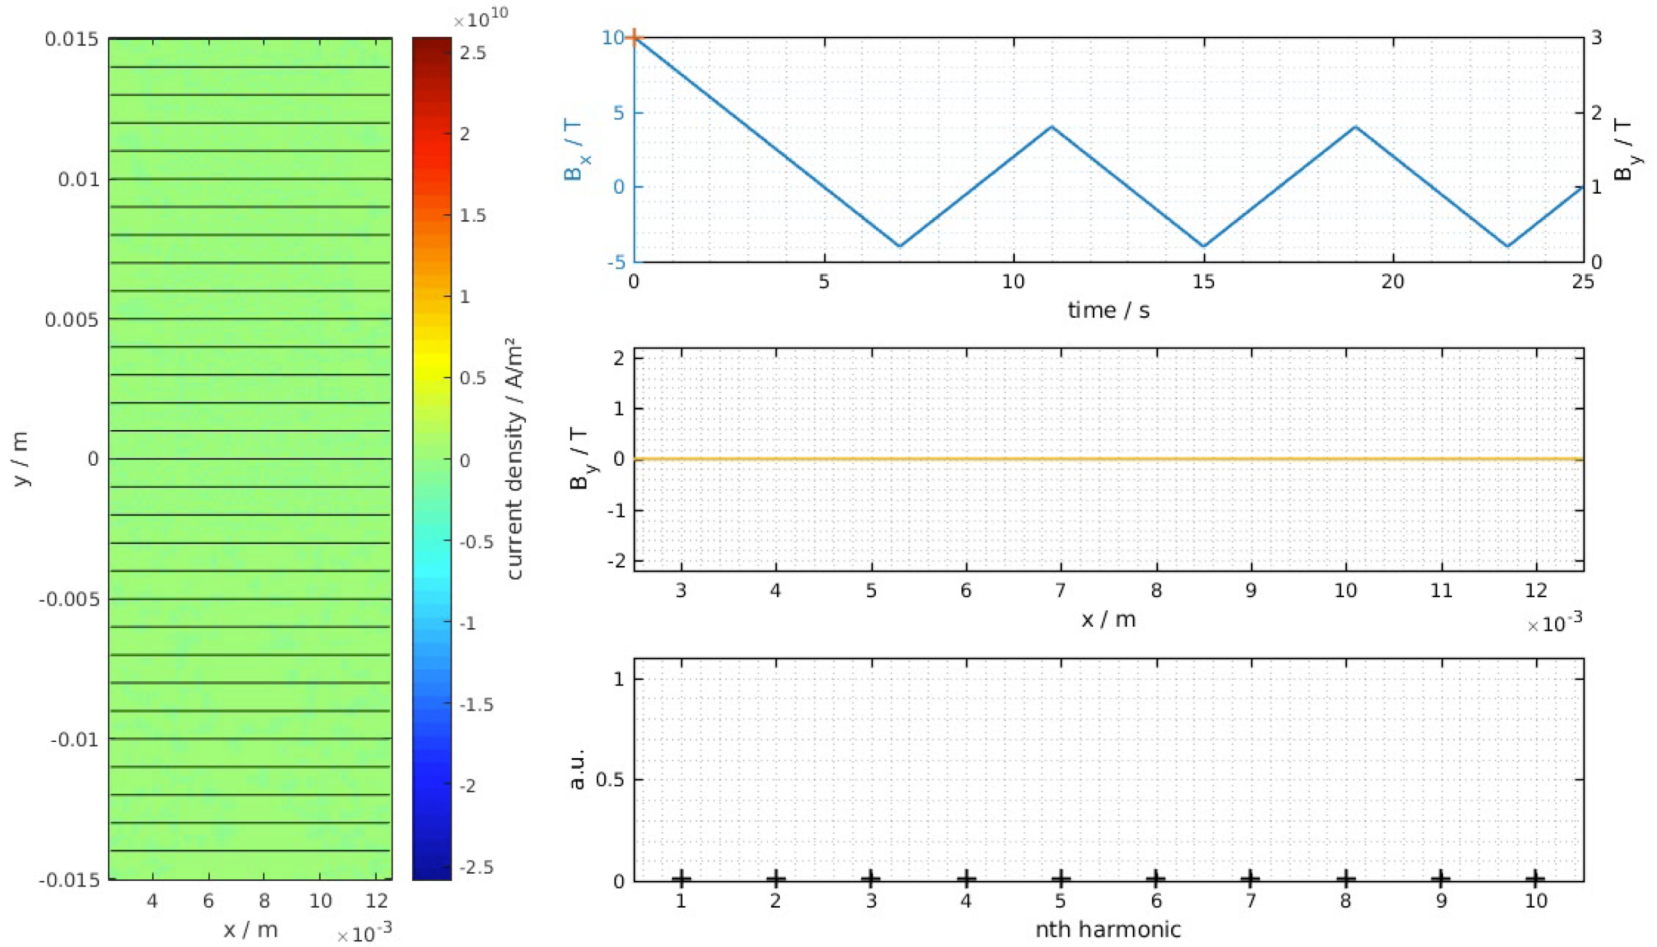 ×10^10
0.015
0.01
0.005
0
-0.005
-0.01
-0.015
y / m
4 6 8 10 12
x / m
×10^-3
2.5
2
1.5
1
0.5
0
-0.5
-1
-1.5
-2
-2.5
current density / A/m²
10
5
0
-5
B_x / T
3
2
1
0
B_y / T
0 5 10 15 20 25
time / s
2
1
0
-1
-2
B_y / T
3 4 5 6 7 8 9 10 11 12
x / m
×10^-3
1
0.5
0
a.u.
1 2 3 4 5 6 7 8 9 10
nth harmonic